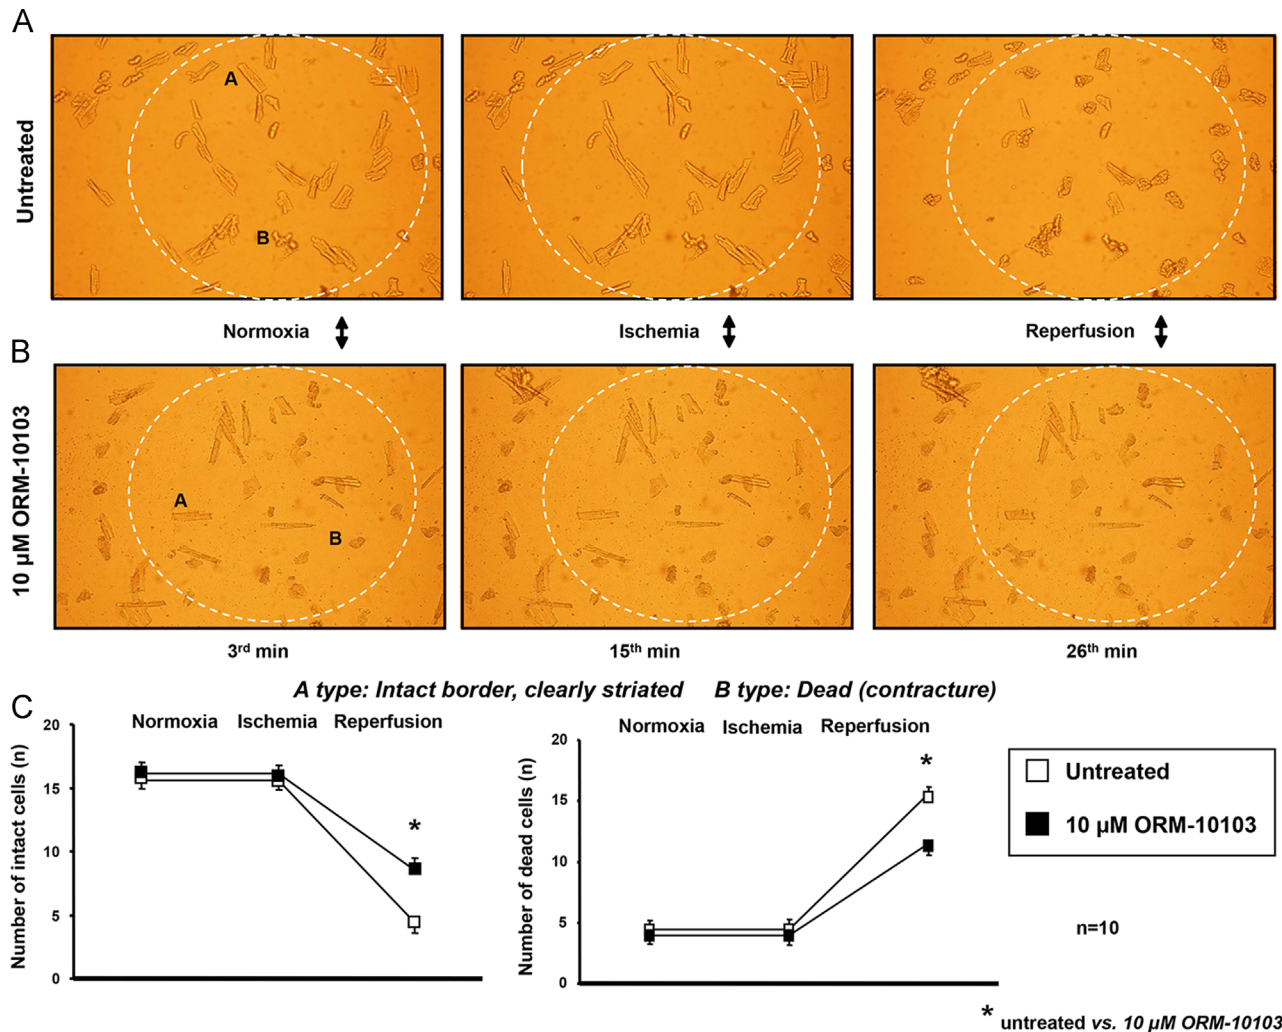 A
Untreated
A
B
Normoxia
Ischemia
Reperfusion
B
10 µM ORM-10103
A
B
3rd min
15th min
26th min
A type: Intact border, clearly striated B type: Dead (contracture)
C
Number of intact cells (n)
20
15
10
5
0
Normoxia Ischemia Reperfusion
*
Number of dead cells (n)
20
15
10
5
0
Normoxia Ischemia Reperfusion
*
Untreated
10 µM ORM-10103
n=10
* untreated vs. 10 µM ORM-10103